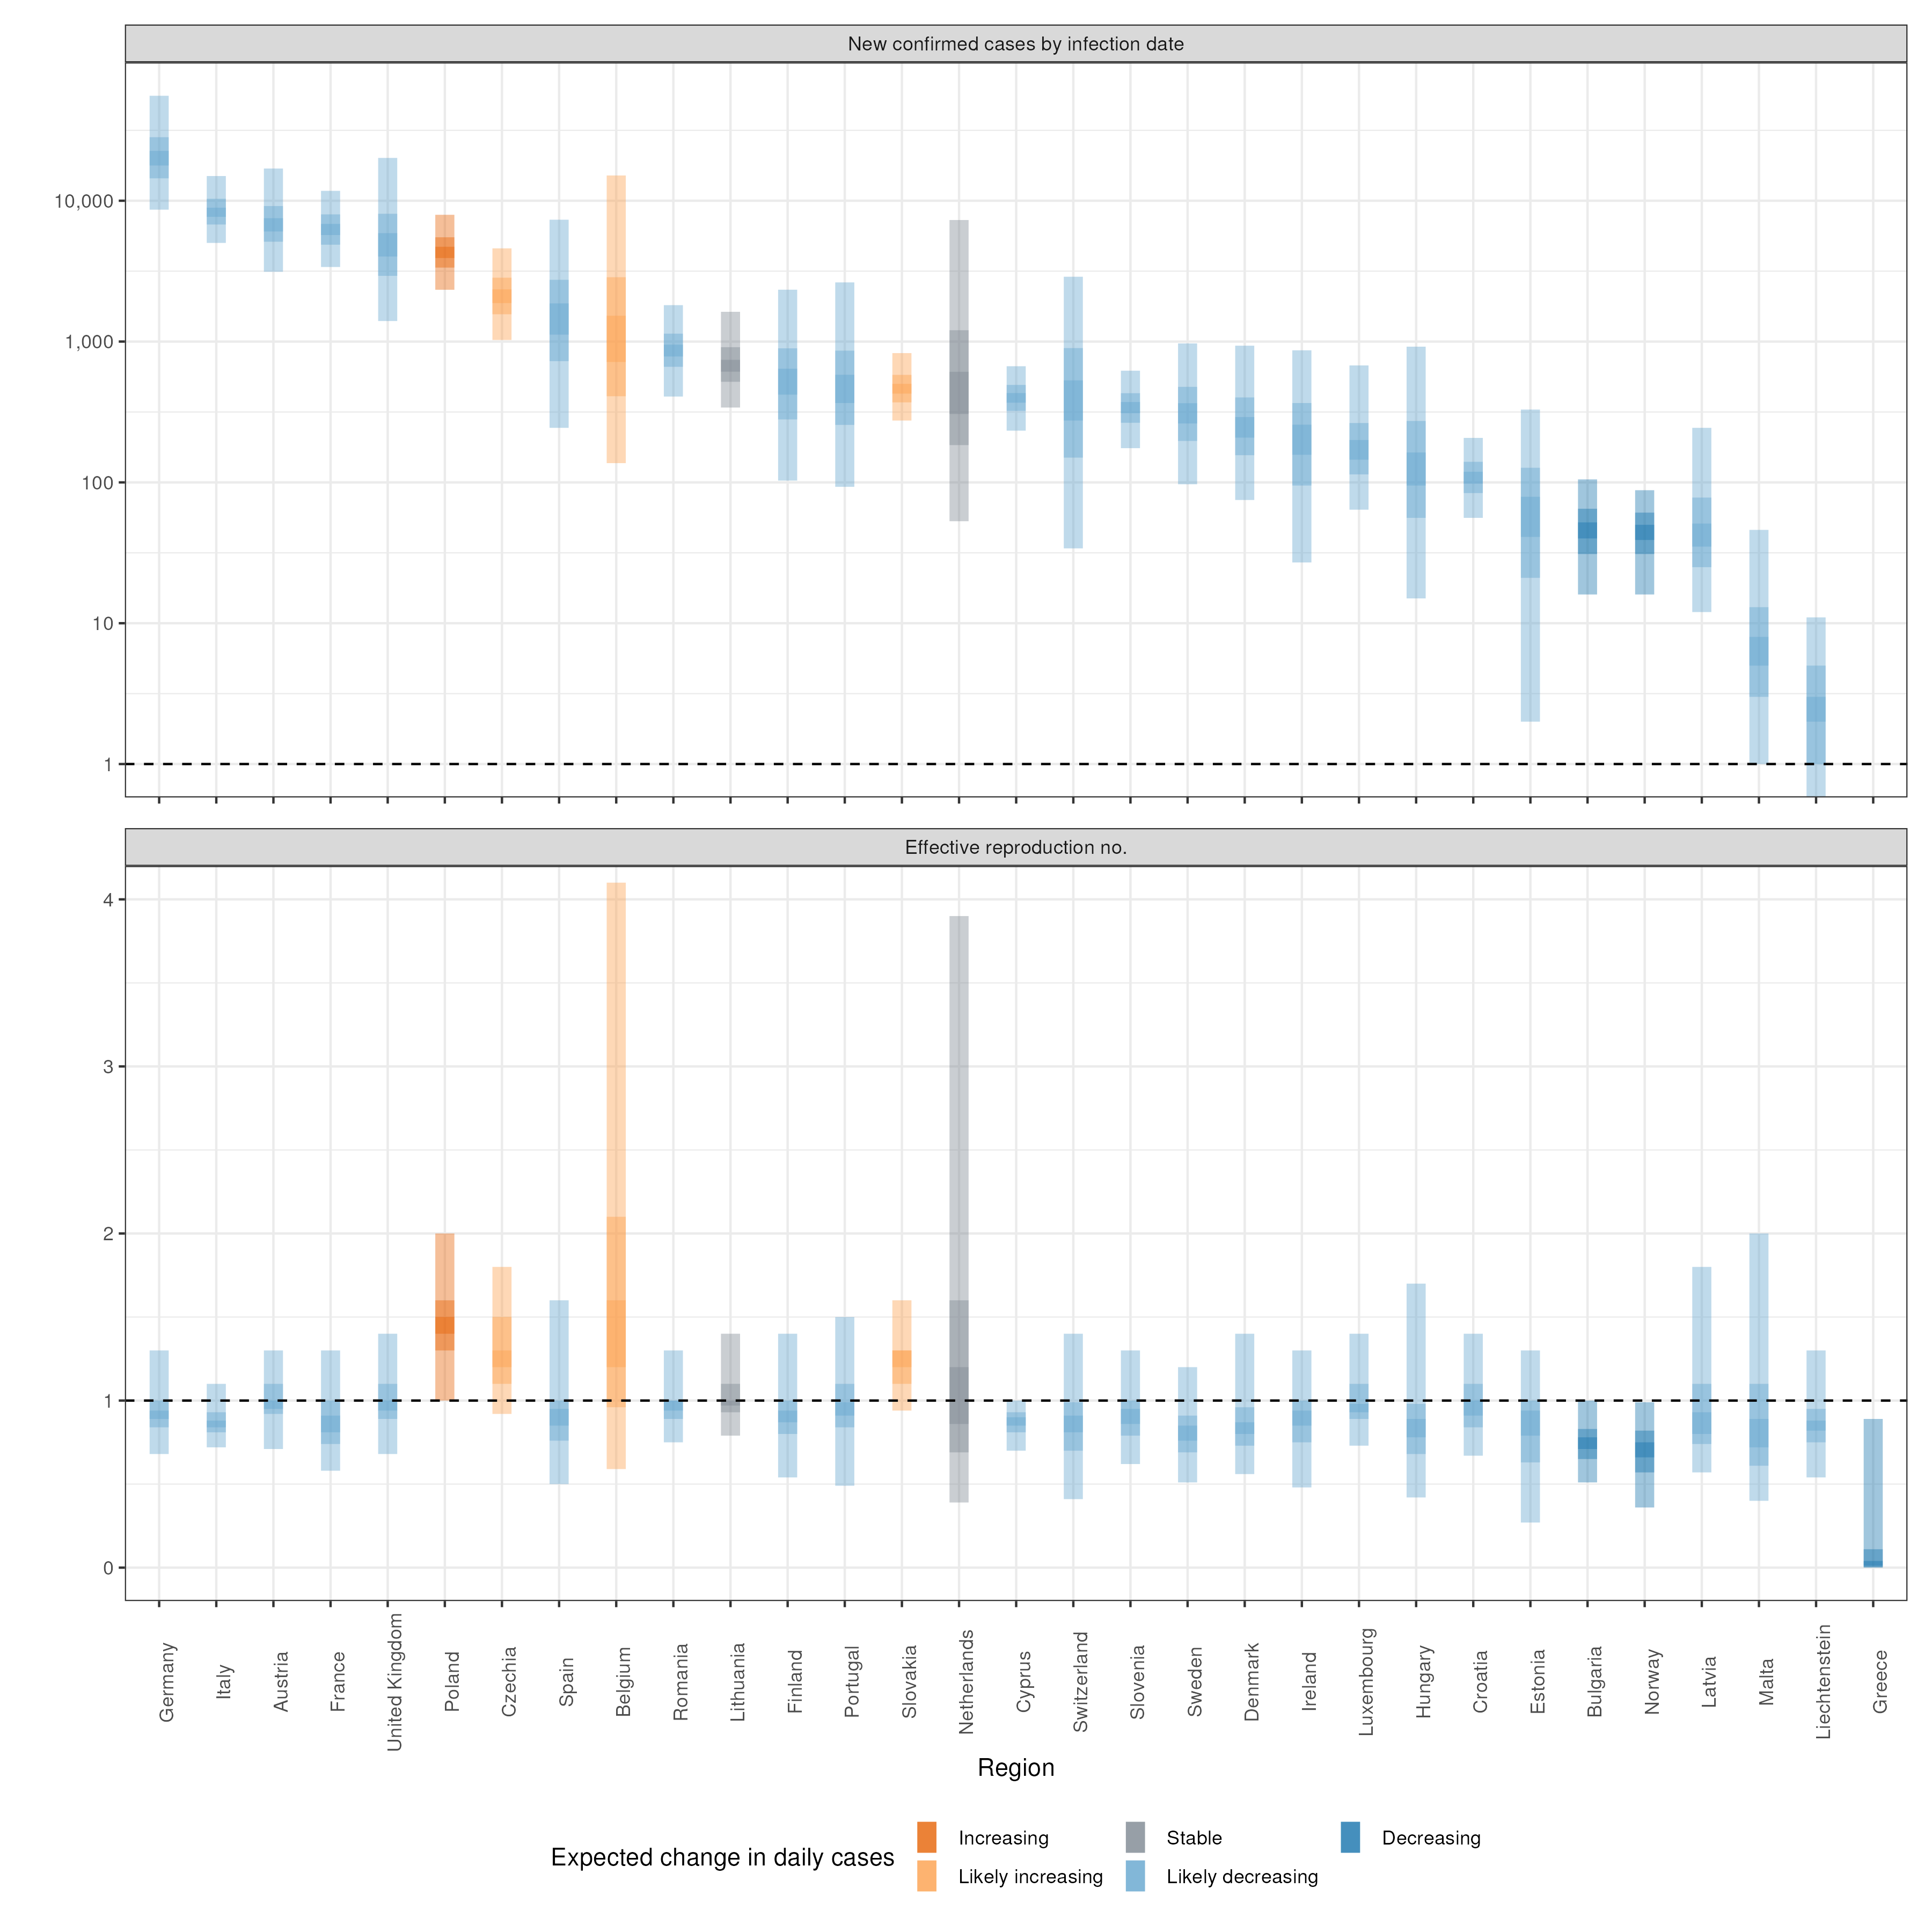 New confirmed cases by infection date
10,000
1,000
100
10
1
Effective reproduction no.
4
3
2
1
0
Germany
Italy
Austria
France
United Kingdom
Poland
Czechia
Spain
Belgium
Romania
Lithuania
Finland
Portugal
Slovakia
Netherlands
Cyprus
Switzerland
Slovenia
Sweden
Denmark
Ireland
Luxembourg
Hungary
Croatia
Estonia
Bulgaria
Norway
Latvia
Malta
Liechtenstein
Greece
Region
Expected change in daily cases
Increasing
Stable
Decreasing
Likely increasing
Likely decreasing